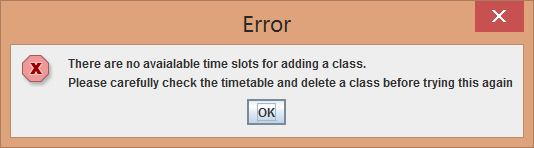 Error
There are no avaialable time slots for adding a class.
Please carefully check the timetable and delete a class before trying this again
OK